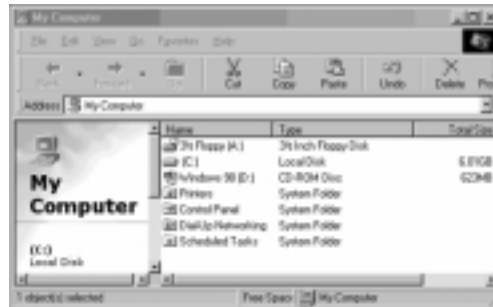 My Computer
File Edit View Go Favorites Help
Back Forward Up Cut Copy Paste Undo Delete Pro
Address My Computer
Name Type Total Size
3½ Floppy (A:) 3½ Inch Floppy Disk
(C:) Local Disk 6.01GB
Windows 98 (D:) CD-ROM Disc 623MB
Printers System Folder
Control Panel System Folder
Dial-Up Networking System Folder
Scheduled Tasks System Folder
My
Computer
(C:)
Local Disk
1 object(s) selected Free Space: My Computer